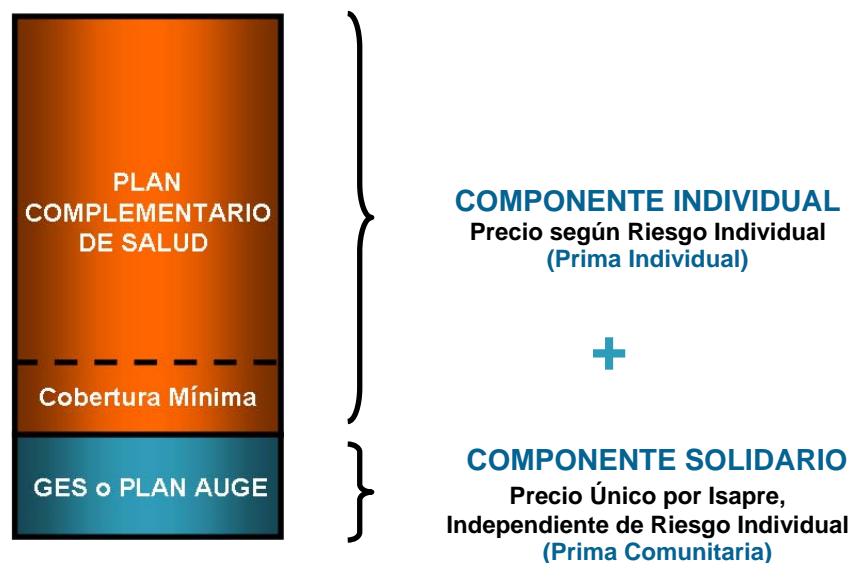 PLAN
COMPLEMENTARIO
DE SALUD
Cobertura Mínima
GES o PLAN AUGE
COMPONENTE INDIVIDUAL
Precio según Riesgo Individual
(Prima Individual)
+
COMPONENTE SOLIDARIO
Precio Único por Isapre,
Independiente de Riesgo Individual
(Prima Comunitaria)